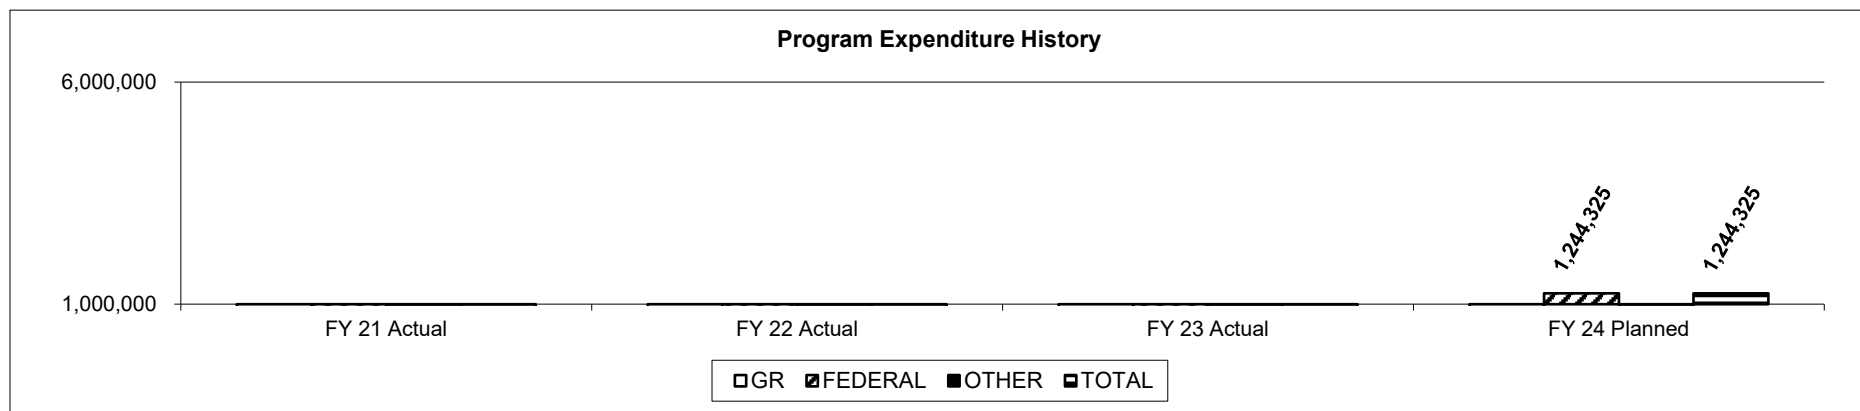 Program Expenditure History
6,000,000
1,244,325 1,244,325
1,000,000
FY 21 Actual FY 22 Actual FY 23 Actual FY 24 Planned
GR FEDERAL OTHER TOTAL